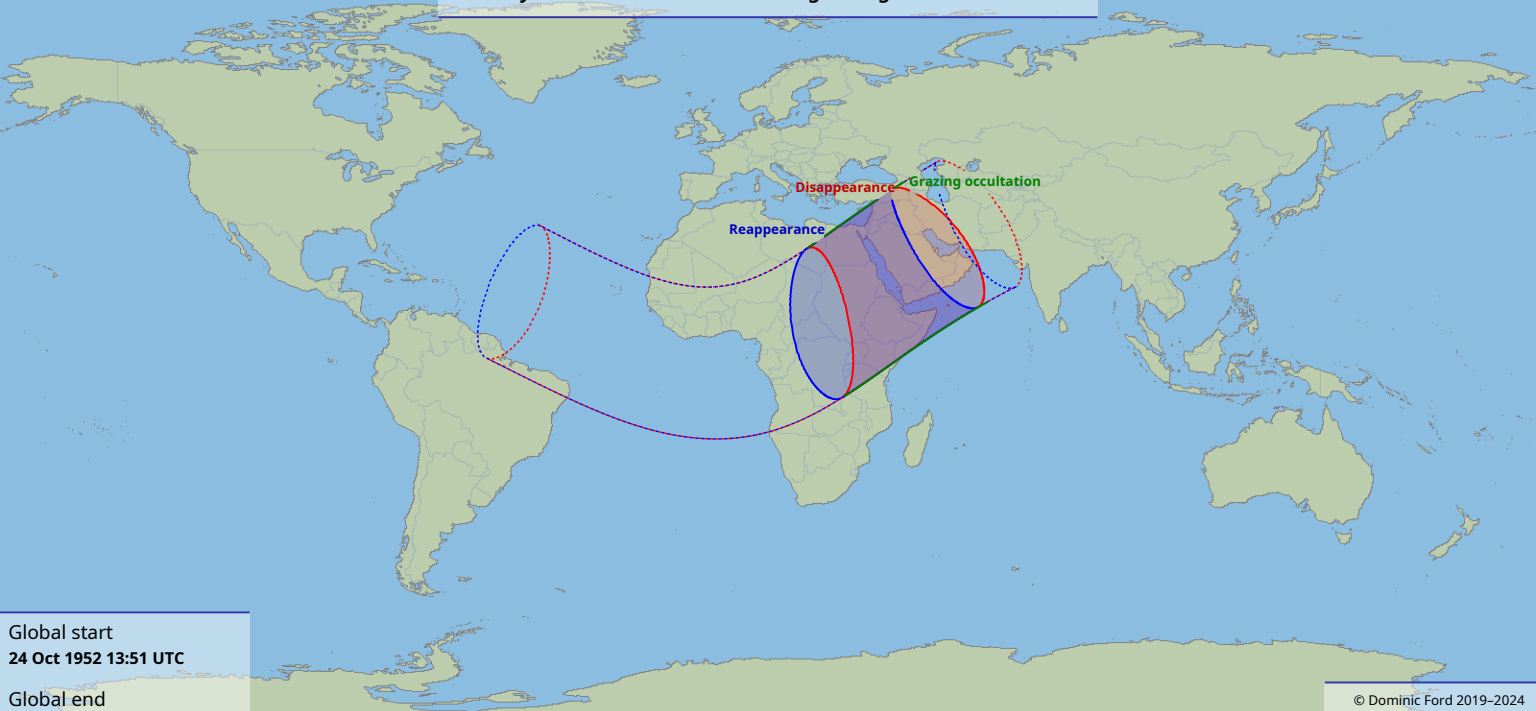 Grazing occultation
Disappearance
Reappearance
Global start
24 Oct 1952 13:51 UTC
Global end
© Dominic Ford 2019–2024